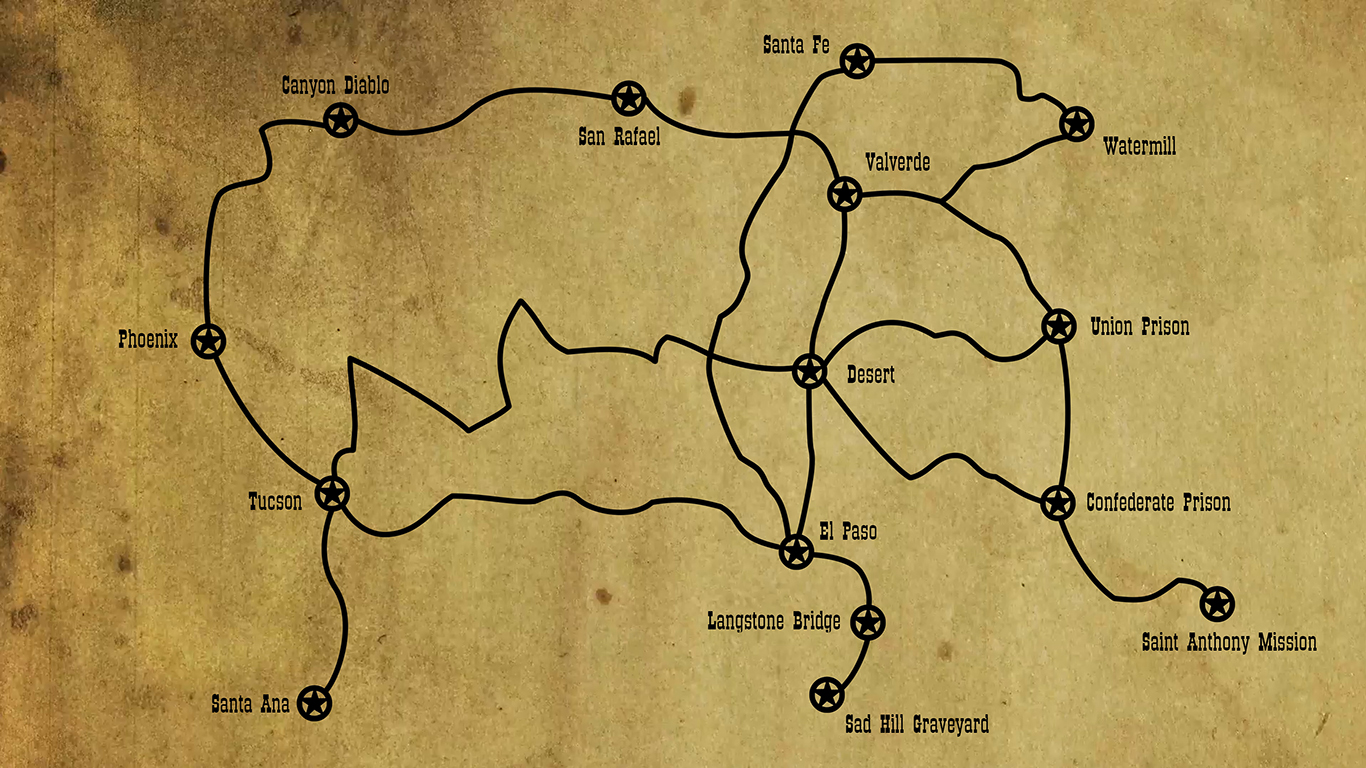 Santa Fe
Canyon Diablo
San Rafael
Watermill
Valverde
Union Prison
Phoenix
Desert
Tucson
Confederate Prison
El Paso
Langstone Bridge
Saint Anthony Mission
Santa Ana
Sad Hill Graveyard